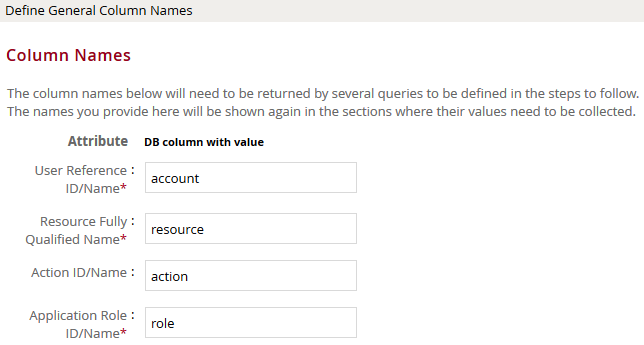 Define General Column Names
Column Names
The column names below will need to be returned by several queries to be defined in the steps to follow.
The names you provide here will be shown again in the sections where their values need to be collected.
Attribute DB column with value
User Reference :
ID/Name* account
Resource Fully :
Qualified Name* resource
Action ID/Name : action
Application Role :
ID/Name* role